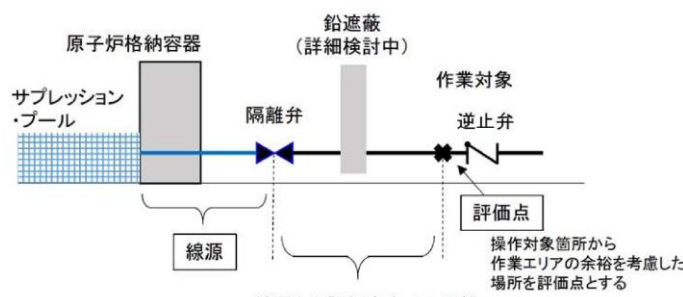 鉛遮蔽
（詳細検討中）
原子炉格納容器
作業対象
サプレッション
・プール
隔離弁
逆止弁
評価点
線源
操作対象箇所から
作業エリアの余裕を考慮した
場所を評価点とする